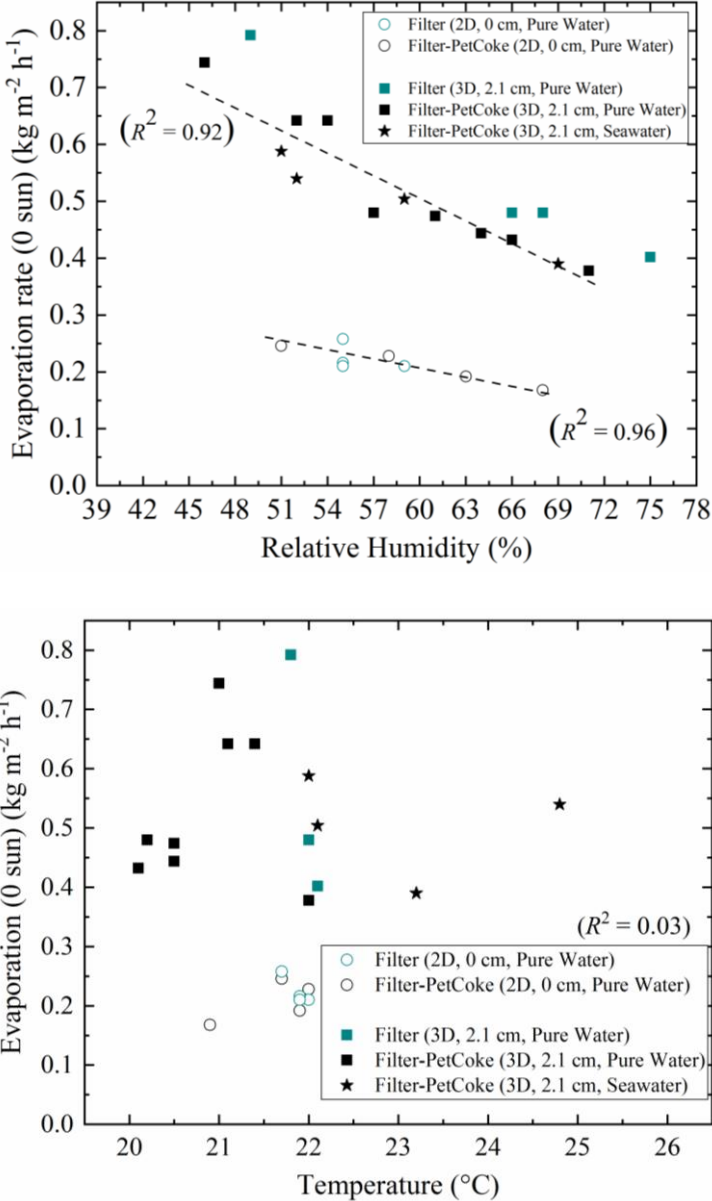 Evaporation rate (0 sun) (kg m⁻² h⁻¹)
0.8
0.7
0.6
0.5
0.4
0.3
0.2
0.1
0.0
Filter (2D, 0 cm, Pure Water)
Filter-PetCoke (2D, 0 cm, Pure Water)
Filter (3D, 2.1 cm, Pure Water)
Filter-PetCoke (3D, 2.1 cm, Pure Water)
Filter-PetCoke (3D, 2.1 cm, Seawater)
(R² = 0.92)
(R² = 0.96)
39 42 45 48 51 54 57 60 63 66 69 72 75 78
Relative Humidity (%)
Evaporation (0 sun) (kg m⁻² h⁻¹)
0.8
0.7
0.6
0.5
0.4
0.3
0.2
0.1
0.0
(R² = 0.03)
Filter (2D, 0 cm, Pure Water)
Filter-PetCoke (2D, 0 cm, Pure Water)
Filter (3D, 2.1 cm, Pure Water)
Filter-PetCoke (3D, 2.1 cm, Pure Water)
Filter-PetCoke (3D, 2.1 cm, Seawater)
20 21 22 23 24 25 26
Temperature (°C)